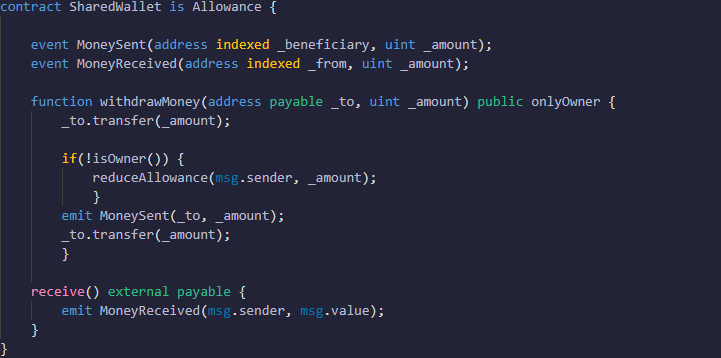 contract SharedWallet is Allowance {
event MoneySent(address indexed _beneficiary, uint _amount);
event MoneyReceived(address indexed _from, uint _amount);
function withdrawMoney(address payable _to, uint _amount) public onlyOwner {
_to.transfer(_amount);
if(!isOwner()) {
reduceAllowance(msg.sender, _amount);
}
emit MoneySent(_to, _amount);
_to.transfer(_amount);
}
receive() external payable {
emit MoneyReceived(msg.sender, msg.value);
}
}